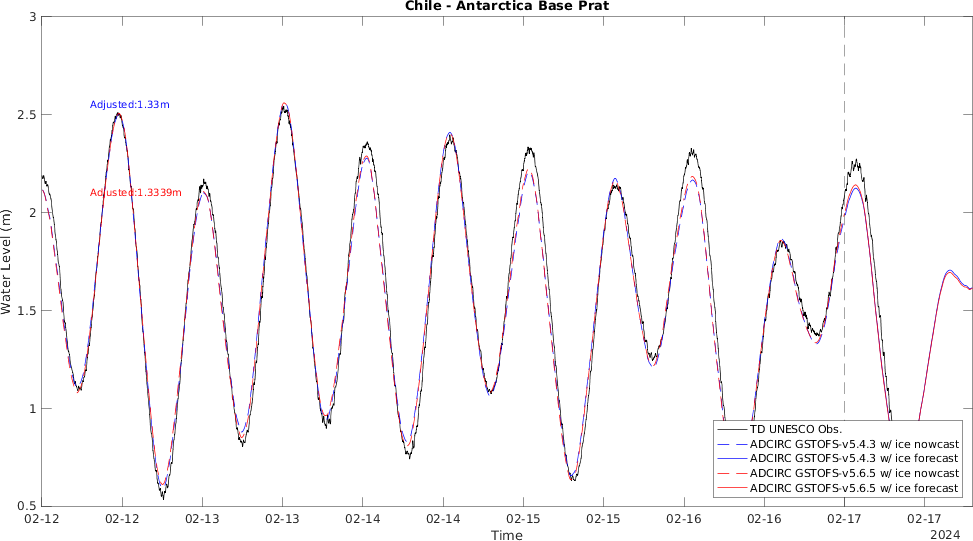 Chile - Antarctica Base Prat
Water Level (m)
3
2.5
2
1.5
1
0.5
Adjusted:1.33m
Adjusted:1.3339m
TD UNESCO Obs.
ADCIRC GSTOFS-v5.4.3 w/ ice nowcast
ADCIRC GSTOFS-v5.4.3 w/ ice forecast
ADCIRC GSTOFS-v5.6.5 w/ ice nowcast
ADCIRC GSTOFS-v5.6.5 w/ ice forecast
02-12 02-12 02-13 02-13 02-14 02-14 02-15 02-15 02-16 02-16 02-17 02-17
Time
2024